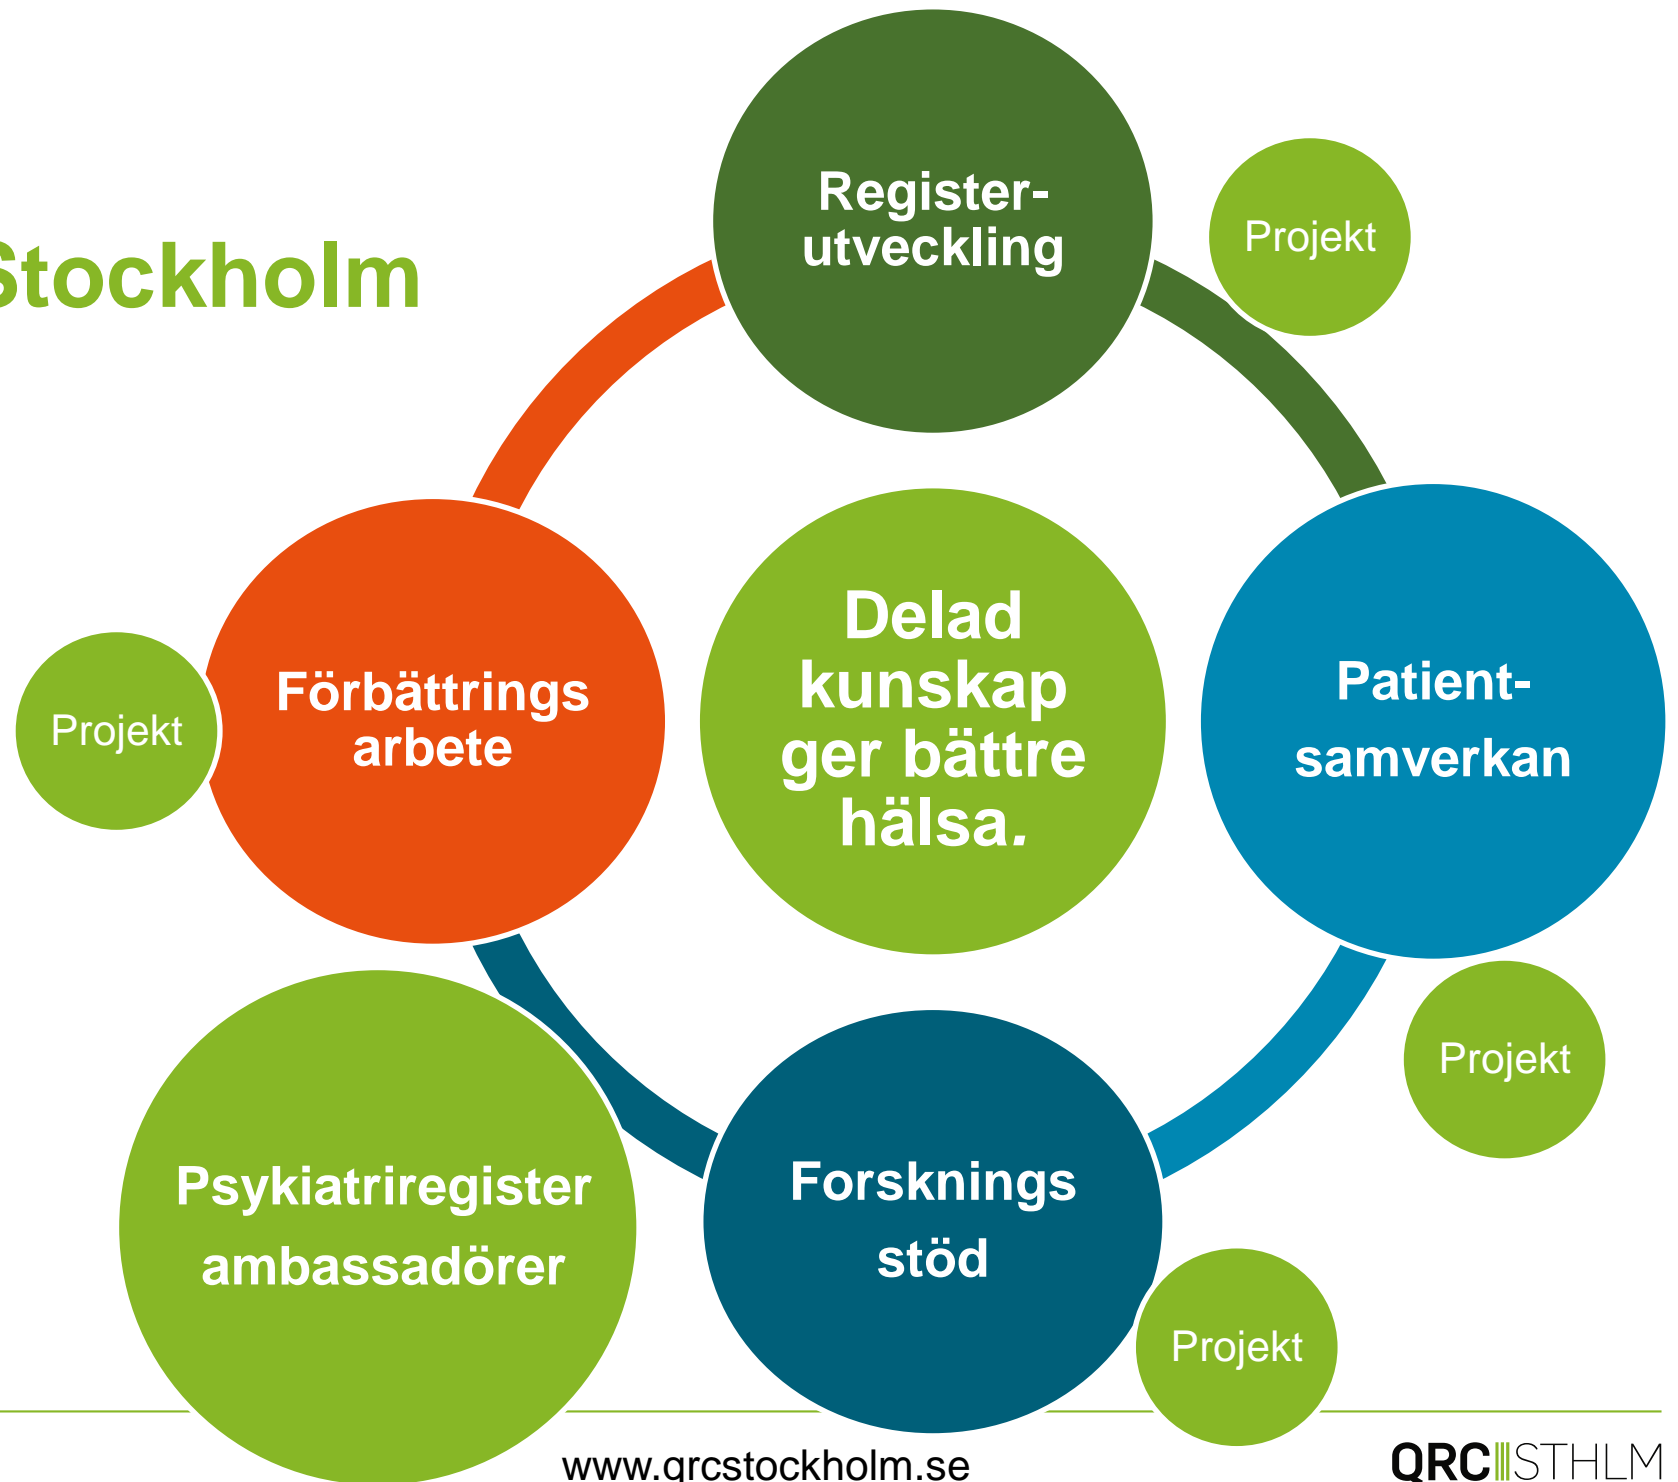 Stockholm
Register-
utveckling
Projekt
Förbättrings
arbete
Projekt
Delad
kunskap
ger bättre
hälsa.
Patient-
samverkan
Projekt
Psykiatriregister
ambassadörer
Forsknings
stöd
Projekt
www.qrcstockholm.se
QRC STHLM